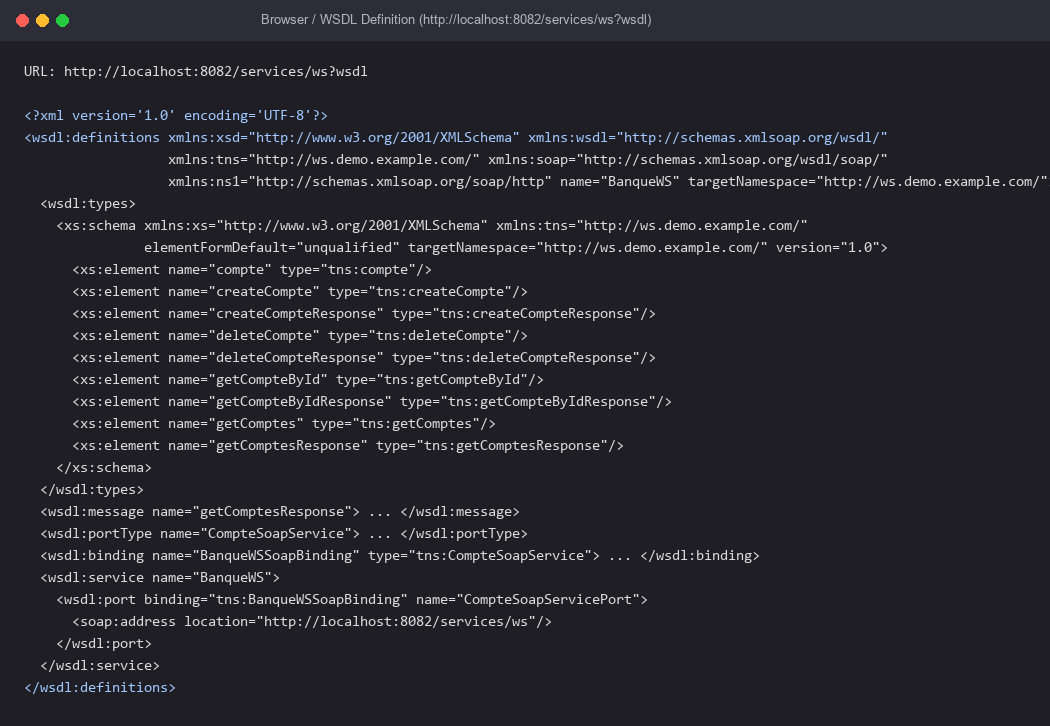 Browser / WSDL Definition (http://localhost:8082/services/ws?wsdl)
URL: http://localhost:8082/services/ws?wsdl
<?xml version='1.0' encoding='UTF-8'?>
<wsdl:definitions xmlns:xsd="http://www.w3.org/2001/XMLSchema" xmlns:wsdl="http://schemas.xmlsoap.org/wsdl/"
xmlns:tns="http://ws.demo.example.com/" xmlns:soap="http://schemas.xmlsoap.org/wsdl/soap/"
xmlns:ns1="http://schemas.xmlsoap.org/soap/http" name="BanqueWS" targetNamespace="http://ws.demo.example.com/"
<wsdl:types>
<xs:schema xmlns:xs="http://www.w3.org/2001/XMLSchema" xmlns:tns="http://ws.demo.example.com/"
elementFormDefault="unqualified" targetNamespace="http://ws.demo.example.com/" version="1.0">
<xs:element name="compte" type="tns:compte"/>
<xs:element name="createCompte" type="tns:createCompte"/>
<xs:element name="createCompteResponse" type="tns:createCompteResponse"/>
<xs:element name="deleteCompte" type="tns:deleteCompte"/>
<xs:element name="deleteCompteResponse" type="tns:deleteCompteResponse"/>
<xs:element name="getCompteById" type="tns:getCompteById"/>
<xs:element name="getCompteByIdResponse" type="tns:getCompteByIdResponse"/>
<xs:element name="getComptes" type="tns:getComptes"/>
<xs:element name="getComptesResponse" type="tns:getComptesResponse"/>
</xs:schema>
</wsdl:types>
<wsdl:message name="getComptesResponse"> ... </wsdl:message>
<wsdl:portType name="CompteSoapService"> ... </wsdl:portType>
<wsdl:binding name="BanqueWSSoapBinding" type="tns:CompteSoapService"> ... </wsdl:binding>
<wsdl:service name="BanqueWS">
<wsdl:port binding="tns:BanqueWSSoapBinding" name="CompteSoapServicePort">
<soap:address location="http://localhost:8082/services/ws"/>
</wsdl:port>
</wsdl:service>
</wsdl:definitions>